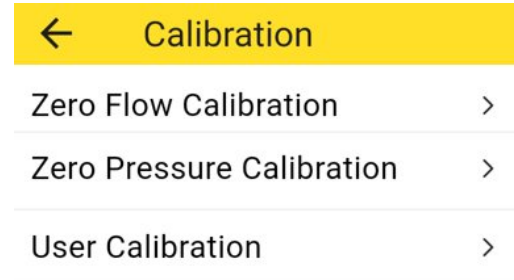 Calibration
Zero Flow Calibration
Zero Pressure Calibration
User Calibration